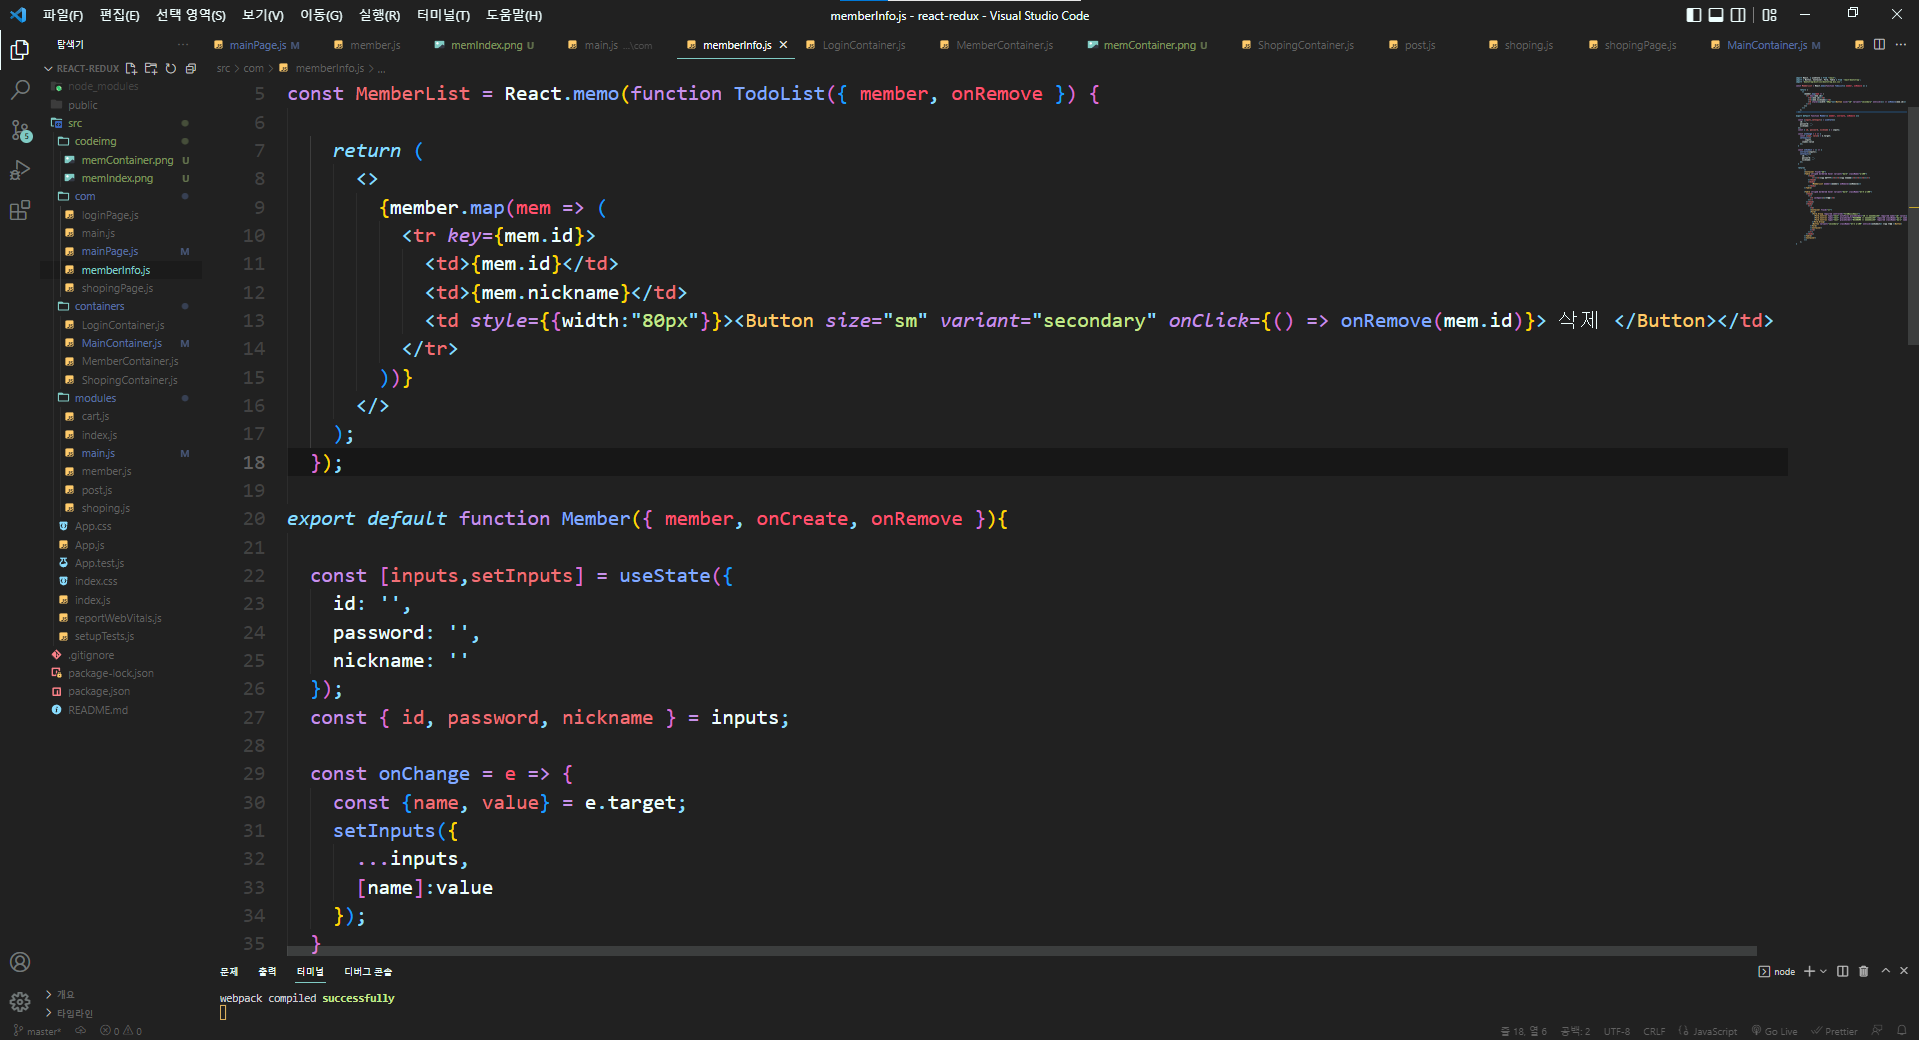 파일(F) 편집(E) 선택 영역(S) 보기(V) 이동(G) 실행(R) 터미널(T) 도움말(H) memberInfo.js - react-redux - Visual Studio Code
탐색기 ... mainPage.js M member.js memIndex.png U main.js ...\com memberInfo.js LoginContainer.js MemberContainer.js memContainer.png U ShopingContainer.js post.js shoping.js shopingPage.js MainContainer.js M
REACT-REDUX
src > com > memberInfo.js > ...
node_modules
public
src
codeimg
memContainer.png U
memIndex.png U
com
loginPage.js
main.js
mainPage.js M
memberInfo.js
shopingPage.js
containers
LoginContainer.js
MainContainer.js M
MemberContainer.js
ShopingContainer.js
modules
cart.js
index.js
main.js M
member.js
post.js
shoping.js
App.css
App.js
App.test.js
index.css
index.js
reportWebVitals.js
setupTests.js
.gitignore
package-lock.json
package.json
README.md
5 const MemberList = React.memo(function TodoList({ member, onRemove }) {
6
7 return (
8 <>
9 {member.map(mem => (
10 <tr key={mem.id}>
11 <td>{mem.id}</td>
12 <td>{mem.nickname}</td>
13 <td style={{width:"80px"}}><Button size="sm" variant="secondary" onClick={() => onRemove(mem.id)}> 삭제 </Button></td>
14 </tr>
15 ))}
16 </>
17 );
18 });
19
20 export default function Member({ member, onCreate, onRemove }){
21
22 const [inputs,setInputs] = useState({
23 id: '',
24 password: '',
25 nickname: ''
26 });
27 const { id, password, nickname } = inputs;
28
29 const onChange = e => {
30 const {name, value} = e.target;
31 setInputs({
32 ...inputs,
33 [name]:value
34 });
35 }
문제 출력 터미널 디버그 콘솔 node
webpack compiled successfully
개요
타임라인
master* 0 0 줄 18, 열 6 공백: 2 UTF-8 CRLF JavaScript Go Live Prettier
5